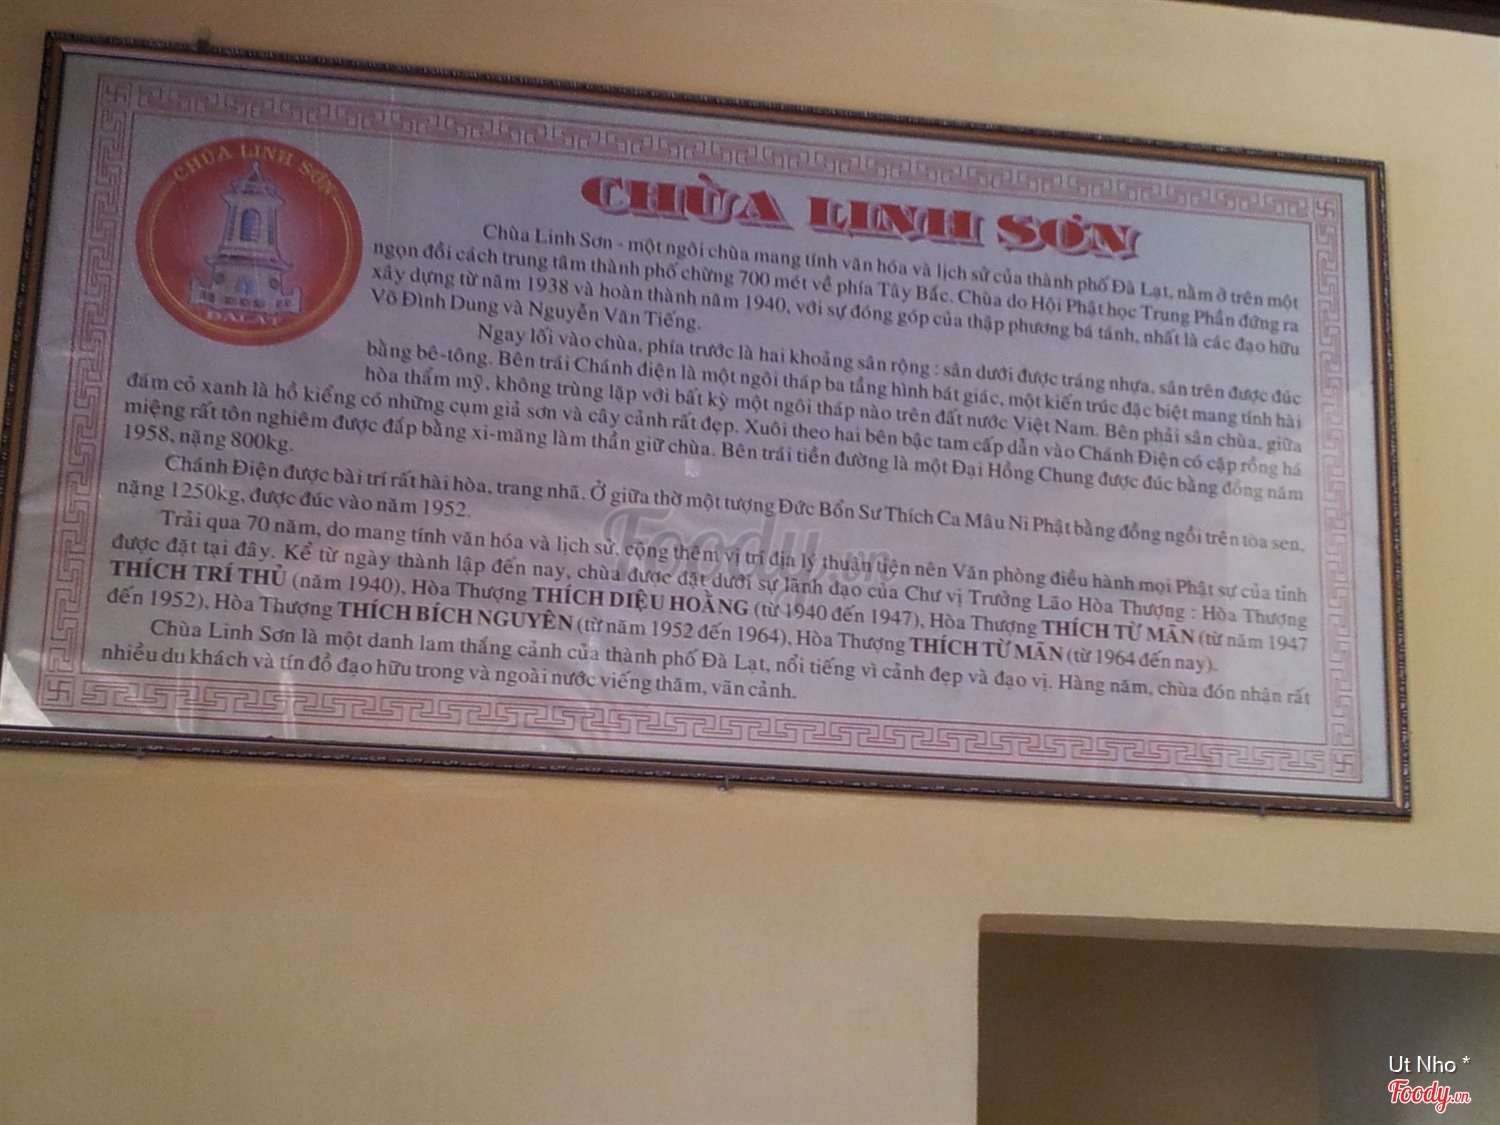 CHÙA LINH SƠN
ĐÀ LẠT
CHÙA LINH SƠN
Chùa Linh Sơn - một ngôi chùa mang tính văn hóa và lịch sử của thành phố Đà Lạt, nằm ở trên một
ngọn đồi cách trung tâm thành phố chừng 700 mét về phía Tây Bắc. Chùa do Hội Phật học Trung Phần đứng ra
xây dựng từ năm 1938 và hoàn thành năm 1940, với sự đóng góp của thập phương bá tánh, nhất là các đạo hữu
Võ Đình Dung và Nguyễn Văn Tiếng.
Ngay lối vào chùa, phía trước là hai khoảng sân rộng : sân dưới được tráng nhựa, sân trên được đúc
bằng bê-tông. Bên trái Chánh điện là một ngôi tháp ba tầng hình bát giác, một kiến trúc đặc biệt mang tính hài
hòa thẩm mỹ, không trùng lặp với bất kỳ một ngôi tháp nào trên đất nước Việt Nam. Bên phải sân chùa, giữa
đám cỏ xanh là hồ kiểng có những cụm giả sơn và cây cảnh rất đẹp. Xuôi theo hai bên bậc tam cấp dẫn vào Chánh Điện có cặp rồng há
miệng rất tôn nghiêm được đắp bằng xi-măng làm thần giữ chùa. Bên trái tiền đường là một Đại Hồng Chung được đúc bằng đồng năm
1958, nặng 800kg.
Chánh Điện được bài trí rất hài hòa, trang nhã. Ở giữa thờ một tượng Đức Bổn Sư Thích Ca Mâu Ni Phật bằng đồng ngồi trên tòa sen,
nặng 1250kg, được đúc vào năm 1952.
Trải qua 70 năm, do mang tính văn hóa và lịch sử, cộng thêm vị trí địa lý thuận tiện nên Văn phòng điều hành mọi Phật sự của tỉnh
được đặt tại đây. Kể từ ngày thành lập đến nay, chùa được đặt dưới sự lãnh đạo của Chư vị Trưởng Lão Hòa Thượng : Hòa Thượng
THÍCH TRÍ THỦ (năm 1940), Hòa Thượng THÍCH DIỆU HOẰNG (từ 1940 đến 1947), Hòa Thượng THÍCH TỪ MÃN (từ năm 1947
đến 1952), Hòa Thượng THÍCH BÍCH NGUYÊN (từ năm 1952 đến 1964), Hòa Thượng THÍCH TỪ MÃN (từ 1964 đến nay).
Chùa Linh Sơn là một danh lam thắng cảnh của thành phố Đà Lạt, nổi tiếng vì cảnh đẹp và đạo vị. Hàng năm, chùa đón nhận rất
nhiều du khách và tín đồ đạo hữu trong và ngoài nước viếng thăm, vãn cảnh.
Foody.vn
Ut Nho *
Foody.vn